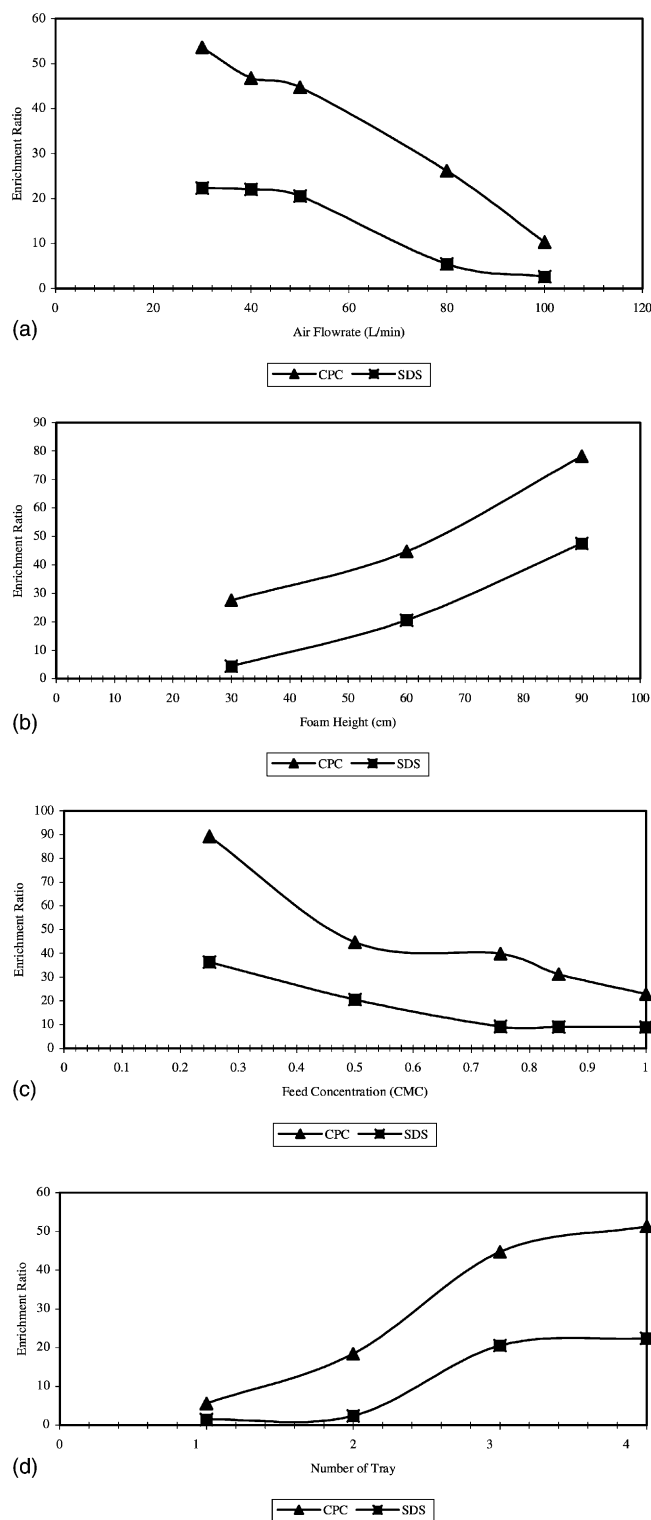 60
50
40
30
20
10
0
Enrichment Ratio
0 20 40 60 80 100 120
(a)
Air Flowrate (L/min)
CPC SDS
90
80
70
60
50
40
30
20
10
0
Enrichment Ratio
0 10 20 30 40 50 60 70 80 90 100
(b)
Foam Height (cm)
CPC SDS
100
90
80
70
60
50
40
30
20
10
0
Enrichment Ratio
0 0.1 0.2 0.3 0.4 0.5 0.6 0.7 0.8 0.9 1
(c)
Feed Concentration (CMC)
CPC SDS
60
50
40
30
20
10
0
Enrichment Ratio
0 1 2 3 4
(d)
Number of Tray
CPC SDS